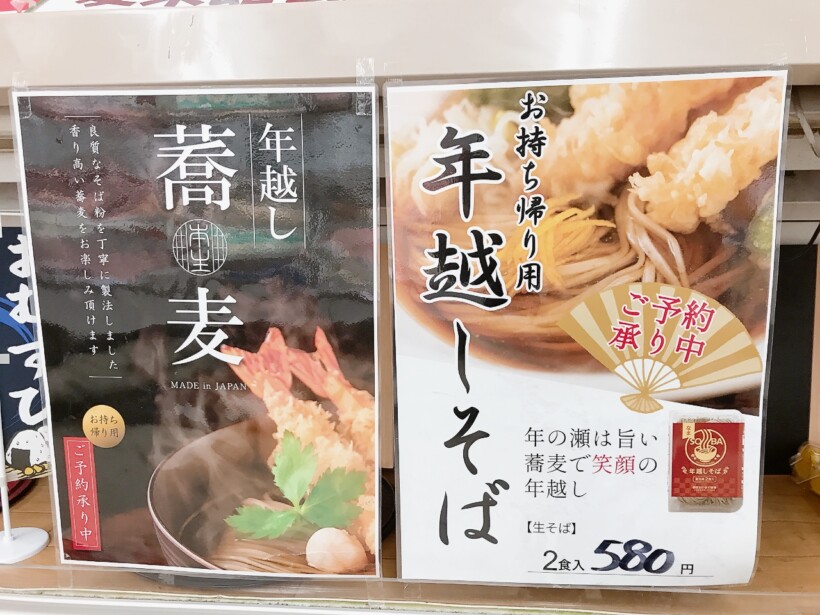 年越し
蕎麦
良質なそば粉を丁寧に製法しました
香り高い蕎麦をお楽しみ頂けます
MADE in JAPAN
お持ち
帰り用
ご予約承り中
おむすび
お持ち帰り用
年越しそば
ご予約
承り中
年の瀬は旨い
蕎麦で笑顔の
年越し
【生そば】
2食入 580円
SOBA
年越しそば